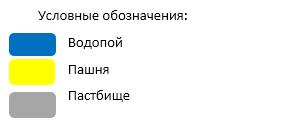 Условные обозначения:
Водопой
Пашня
Пастбище